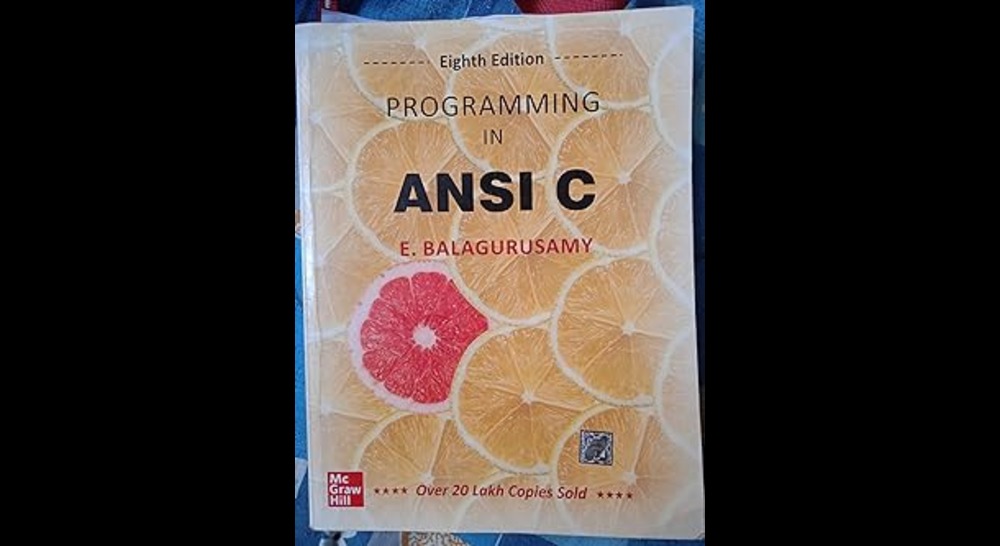 Eighth Edition
PROGRAMMING
IN
ANSI C
E. BALAGURUSAMY
Mc
Graw
Hill
★★★★ Over 20 Lakh Copies Sold ★★★★